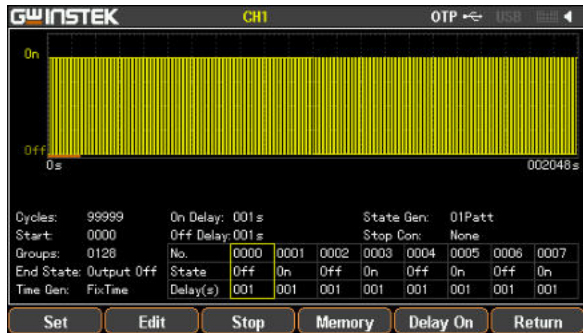 GWINSTEK CH1 OTP USB
On
Off
0s 002048s
Cycles: 99999 On Delay: 001s State Gen: 01Patt
Start: 0000 Off Delay: 001s Stop Con: None
Groups: 0128 No. 0000 0001 0002 0003 0004 0005 0006 0007
End State: Output Off State Off On Off On Off On Off On
Time Gen: FixTime Delay(s) 001 001 001 001 001 001 001 001
Set Edit Stop Memory Delay On Return